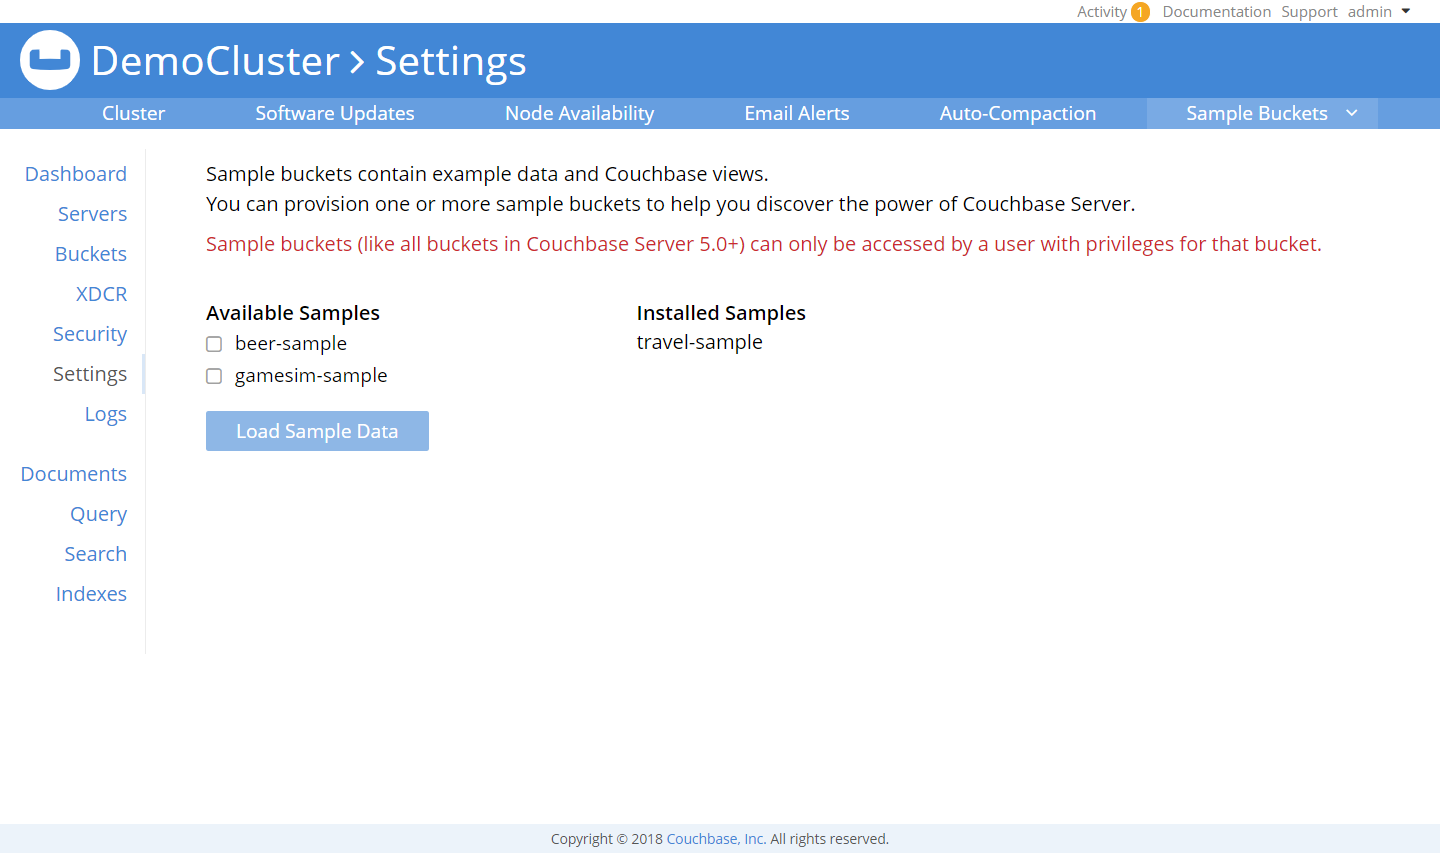 Activity 1 Documentation Support admin
DemoCluster > Settings
Cluster Software Updates Node Availability Email Alerts Auto-Compaction Sample Buckets
Dashboard
Servers
Buckets
XDCR
Security
Settings
Logs
Documents
Query
Search
Indexes
Sample buckets contain example data and Couchbase views.
You can provision one or more sample buckets to help you discover the power of Couchbase Server.
Sample buckets (like all buckets in Couchbase Server 5.0+) can only be accessed by a user with privileges for that bucket.
Available Samples
beer-sample
gamesim-sample
Load Sample Data
Installed Samples
travel-sample
Copyright © 2018 Couchbase, Inc. All rights reserved.